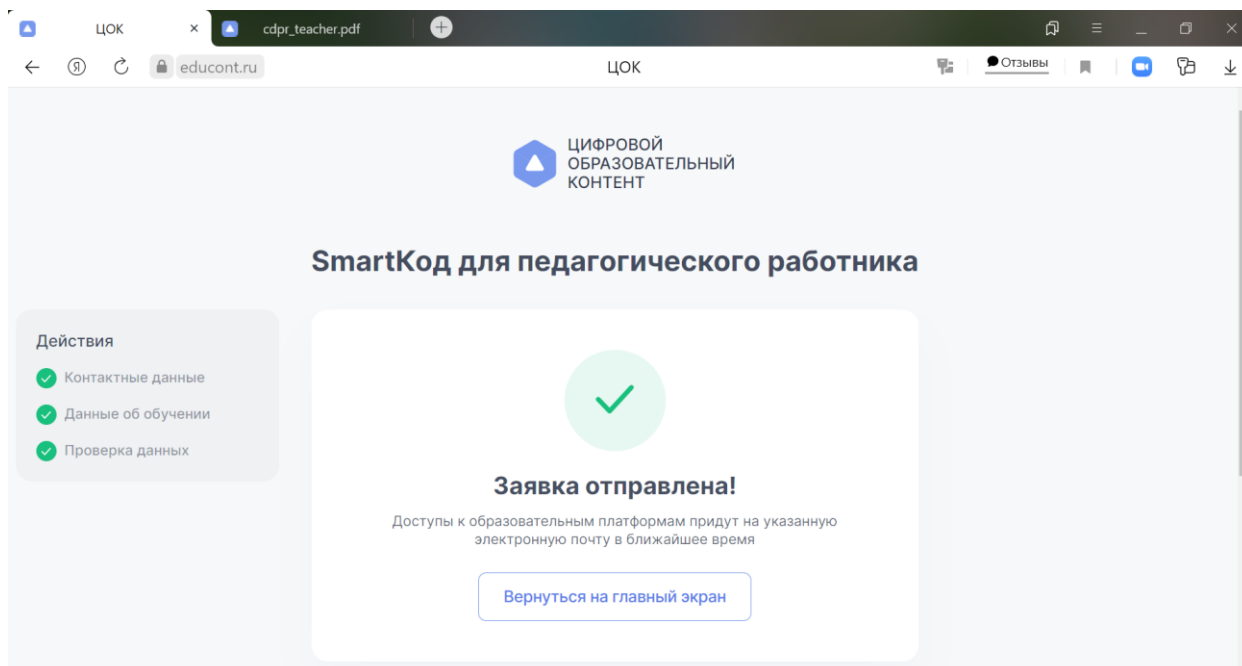 ЦОК
cdpr_teacher.pdf
Я
educont.ru
ЦОК
Отзывы
ЦИФРОВОЙ
ОБРАЗОВАТЕЛЬНЫЙ
КОНТЕНТ
SmartКод для педагогического работника
Действия
Контактные данные
Данные об обучении
Проверка данных
Заявка отправлена!
Доступы к образовательным платформам придут на указанную
электронную почту в ближайшее время
Вернуться на главный экран